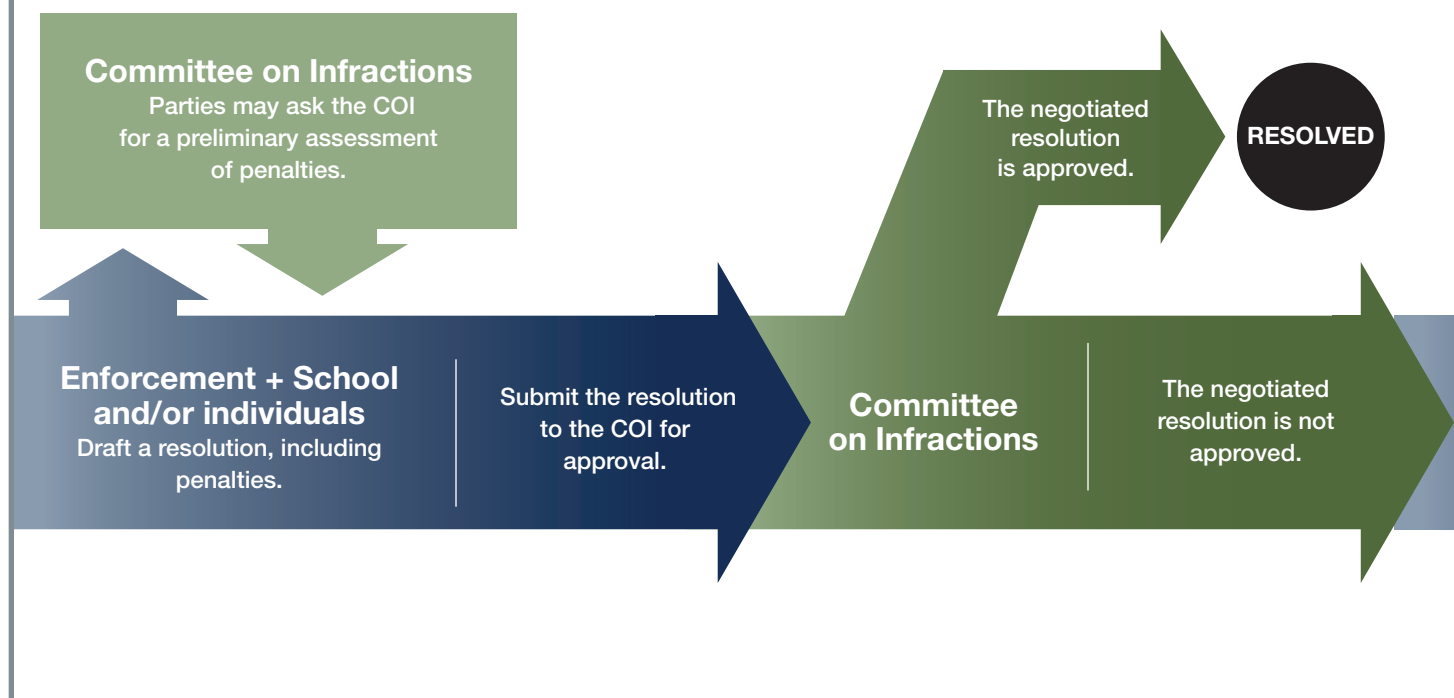 Committee on Infractions
Parties may ask the COI
for a preliminary assessment
of penalties.
Enforcement + School
and/or individuals
Draft a resolution, including
penalties.
Submit the resolution
to the COI for
approval.
Committee
on Infractions
The negotiated
resolution
is approved.
RESOLVED
The negotiated
resolution is not
approved.